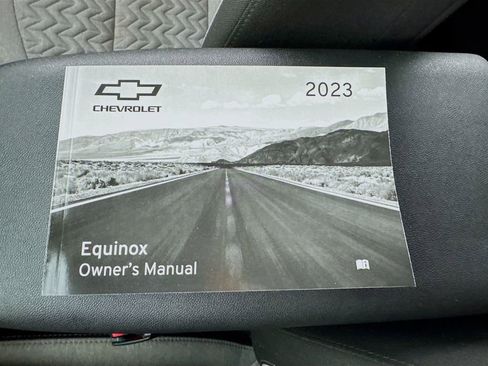 CHEVROLET
2023
Equinox
Owner's Manual